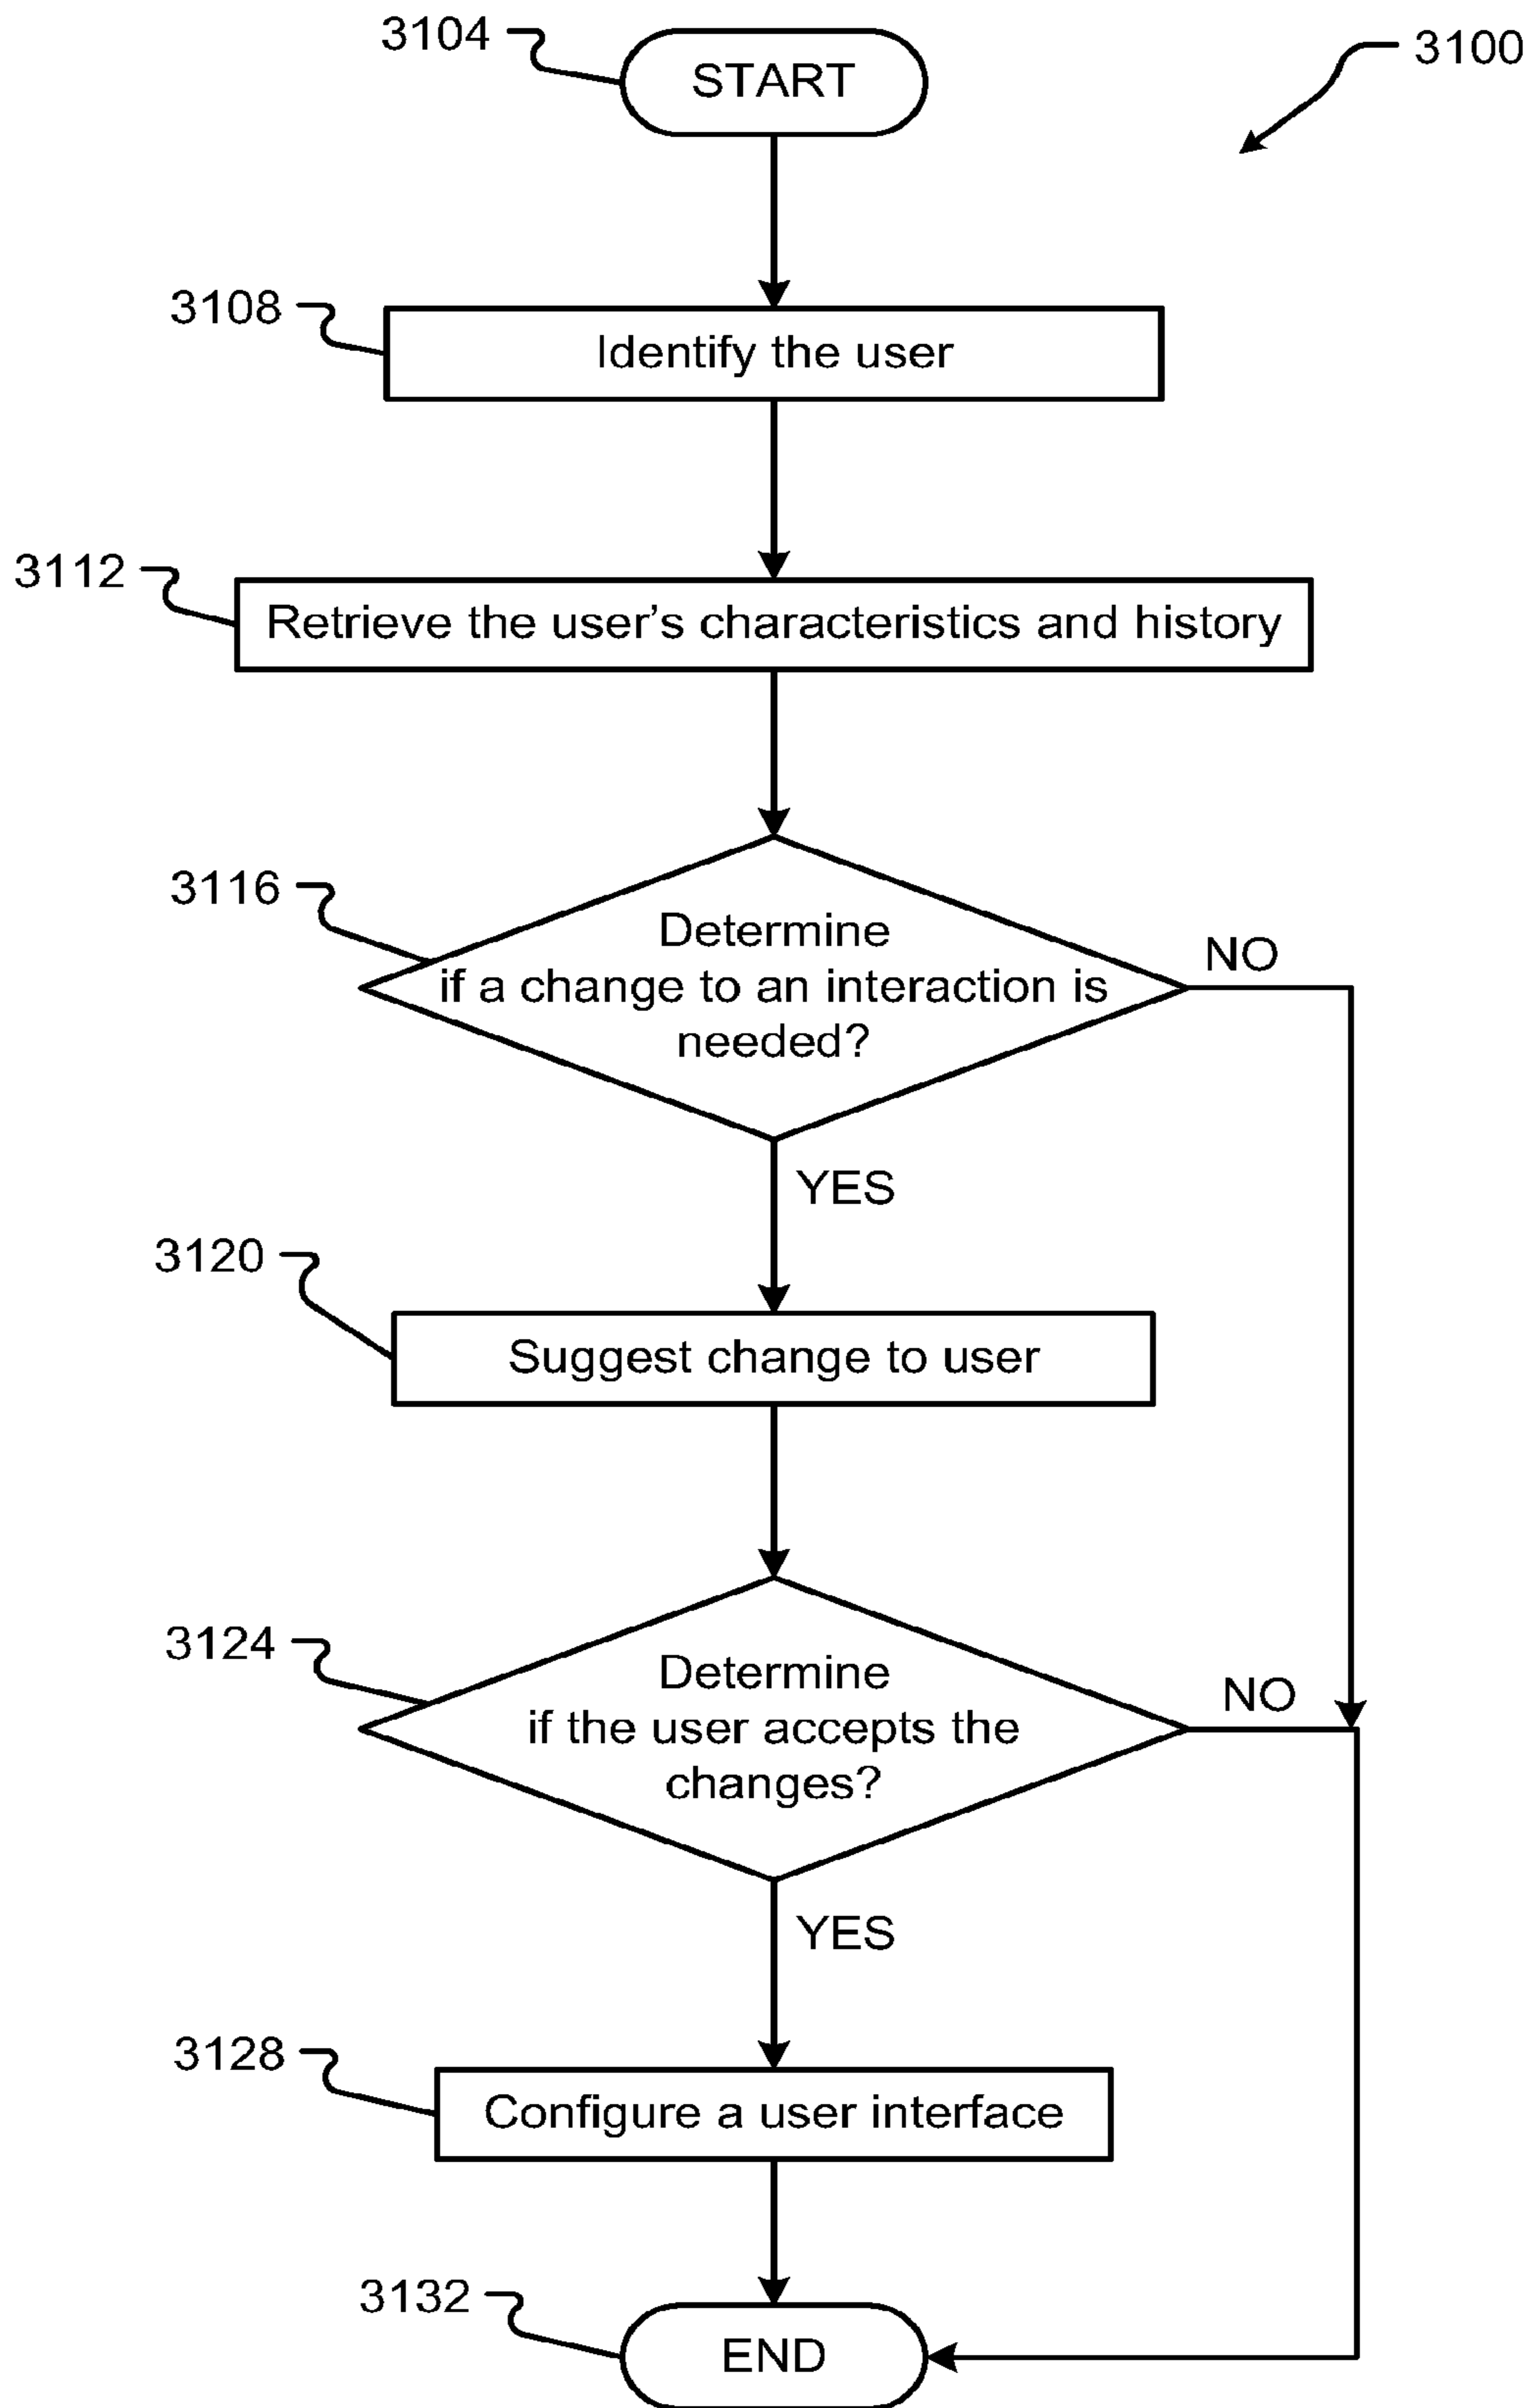 3104
START
3100
3108
Identify the user
3112
Retrieve the user’s characteristics and history
3116
Determine
if a change to an interaction is
needed?
NO
YES
3120
Suggest change to user
3124
Determine
if the user accepts the
changes?
NO
YES
3128
Configure a user interface
3132
END